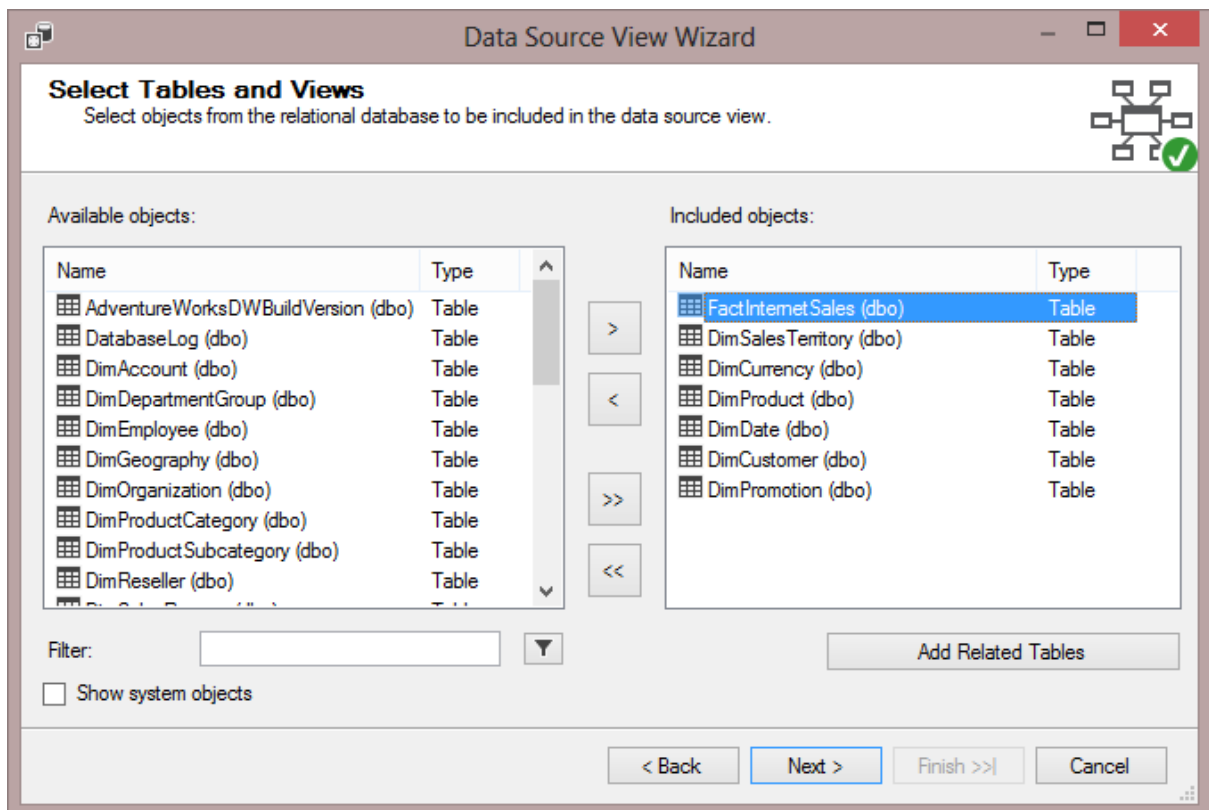 Data Source View Wizard
Select Tables and Views
Select objects from the relational database to be included in the data source view.
Available objects:
Name Type
AdventureWorksDWBuildVersion (dbo) Table
DatabaseLog (dbo) Table
DimAccount (dbo) Table
DimDepartmentGroup (dbo) Table
DimEmployee (dbo) Table
DimGeography (dbo) Table
DimOrganization (dbo) Table
DimProductCategory (dbo) Table
DimProductSubcategory (dbo) Table
DimReseller (dbo) Table
>
<
>>
<<
Included objects:
Name Type
FactInternetSales (dbo) Table
DimSalesTerritory (dbo) Table
DimCurrency (dbo) Table
DimProduct (dbo) Table
DimDate (dbo) Table
DimCustomer (dbo) Table
DimPromotion (dbo) Table
Filter:
Add Related Tables
Show system objects
< Back Next > Finish >>| Cancel